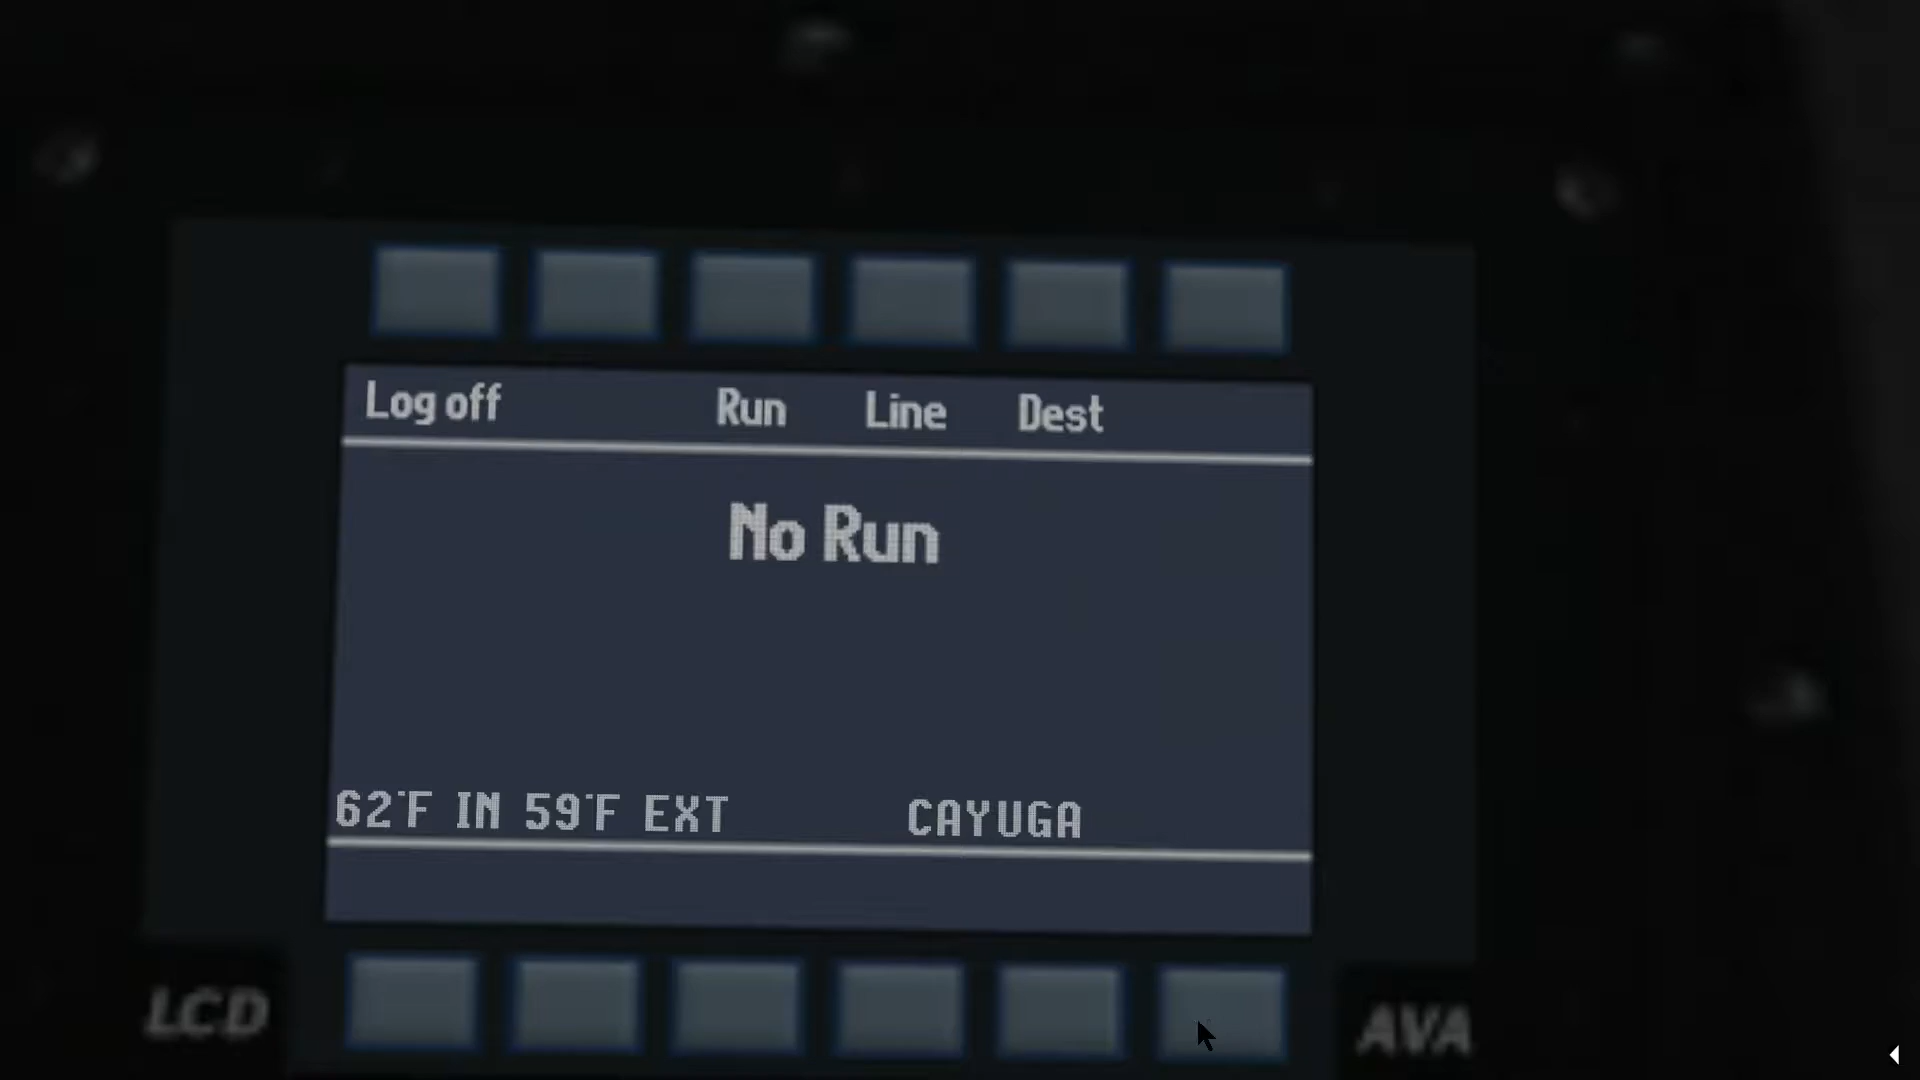 Log off Run Line Dest
No Run
62°F IN 59°F EXT CAYUGA
LCD AVA